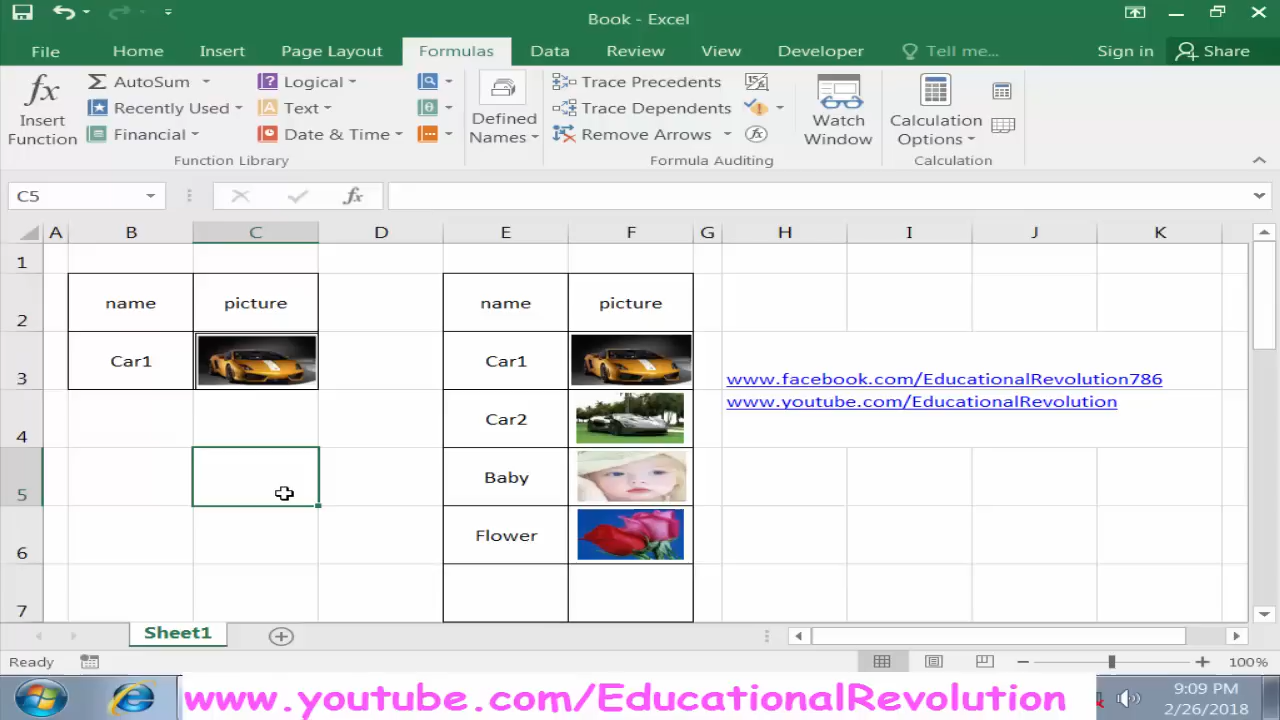 Book - Excel
File Home Insert Page Layout Formulas Data Review View Developer Tell me... Sign in Share
fx Insert Function
AutoSum
Recently Used
Financial
Logical
Text
Date & Time
Function Library
Defined Names
Trace Precedents
Trace Dependents
Remove Arrows
Formula Auditing
Watch Window
Calculation Options
Calculation
C5 fx
A B C D E F G H I J K
1
2 name picture name picture
3 Car1 Car1 www.facebook.com/EducationalRevolution786
www.youtube.com/EducationalRevolution
4 Car2
5 Baby
6 Flower
7
Sheet1
Ready 100%
www.youtube.com/EducationalRevolution
9:09 PM
2/26/2018